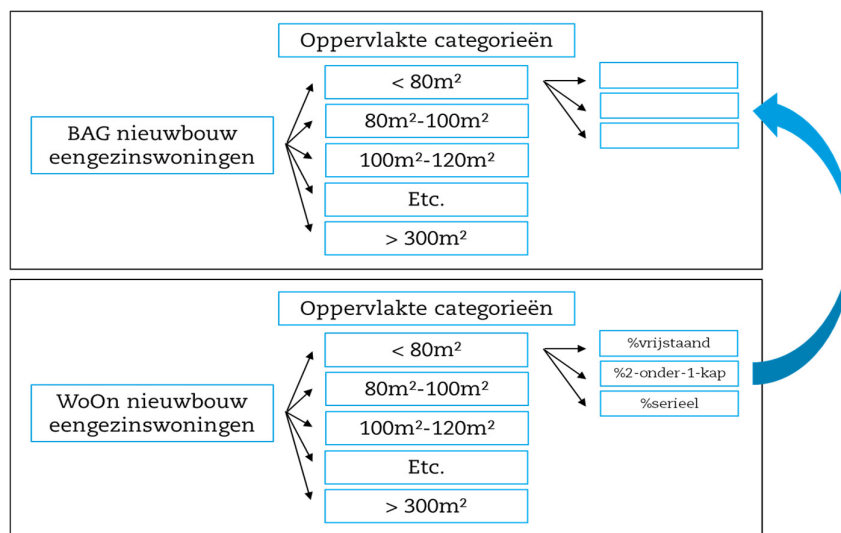 Oppervlakte categorieën
< 80m²
80m²-100m²
BAG nieuwbouw
eengezinswoningen
100m²-120m²
Etc.
> 300m²
Oppervlakte categorieën
< 80m²
%vrijstaand
%2-onder-1-kap
%serieel
80m²-100m²
WoOn nieuwbouw
eengezinswoningen
100m²-120m²
Etc.
> 300m²